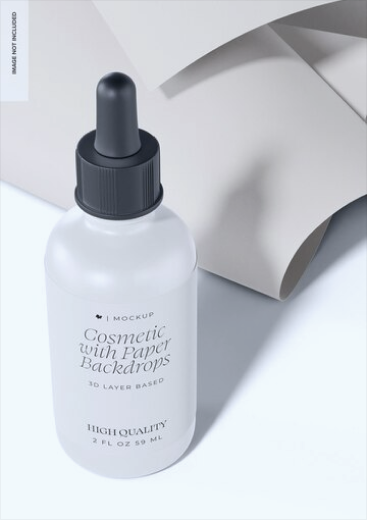 IMAGE NOT INCLUDED
| MOCKUP
Cosmetic
with Paper
Backdrops
3D LAYER BASED
HIGH QUALITY
2 FL OZ 59 ML